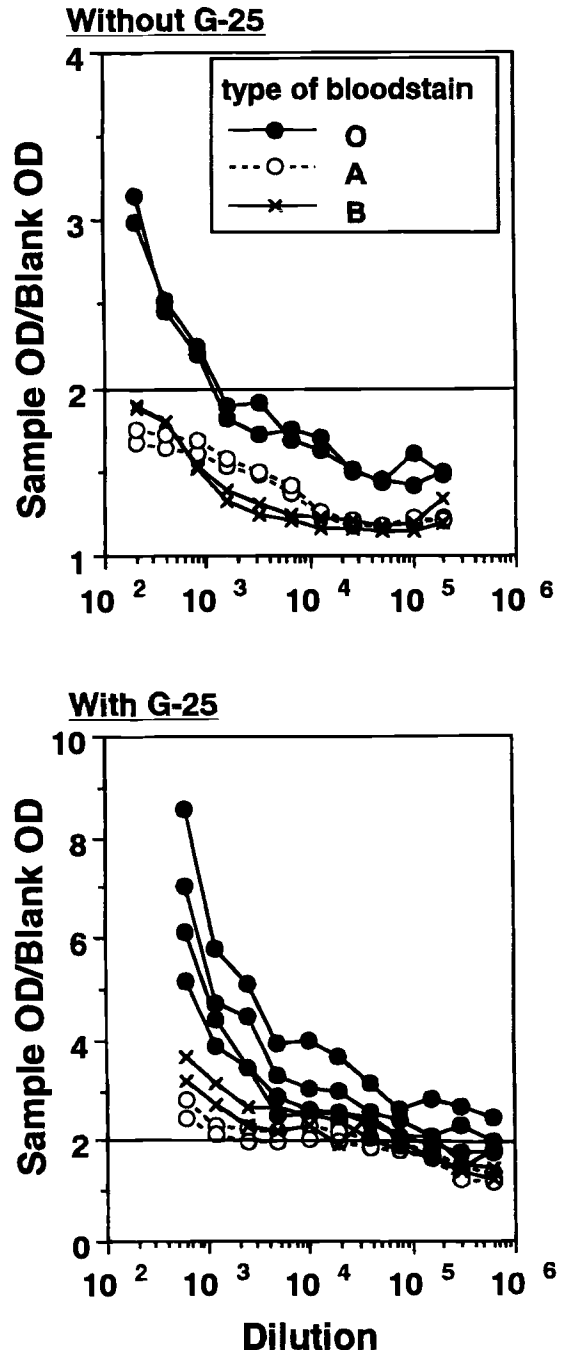 Without G-25
4
3
2
1
Sample OD/Blank OD
type of bloodstain
O
A
B
10 2 10 3 10 4 10 5 10 6
With G-25
10
8
6
4
2
0
Sample OD/Blank OD
10 2 10 3 10 4 10 5 10 6
Dilution